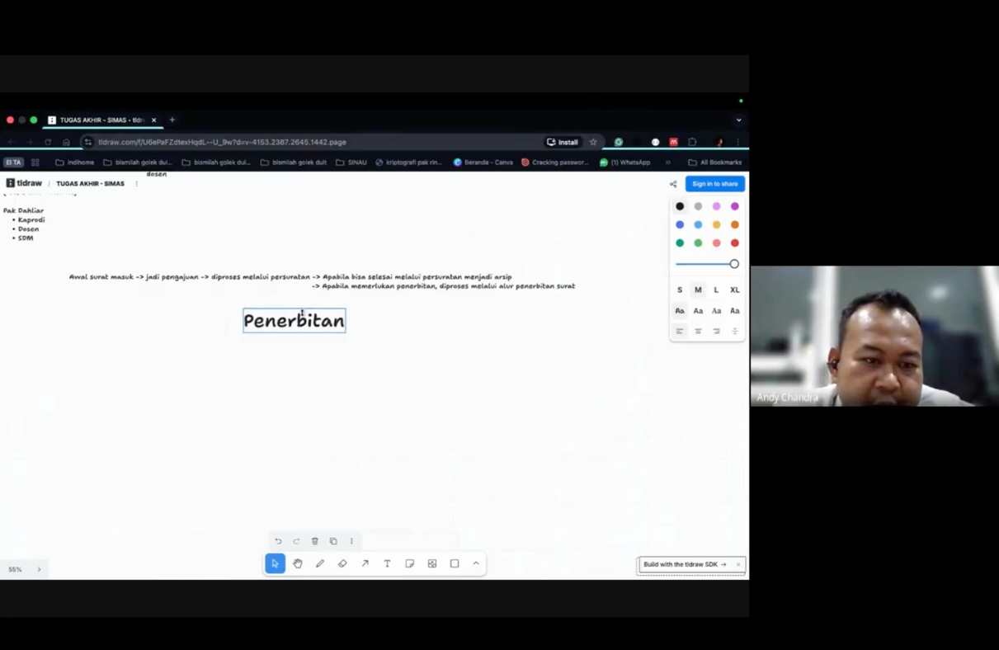 TUGAS AKHIR - SIMAS • tldr
tldraw.com/f/U6ePaFZdtexHqdL--U_9w?d=v-4153.2387.2645.1442.page
Install
EI TA
indihome
bismilah golek dul...
bismilah golek dui...
bismilah golek duit
SINAU
kriptografi pak rin...
Beranda - Canva
Cracking passwor...
(1) WhatsApp
All Bookmarks
dosen
tldraw / TUGAS AKHIR - SIMAS
Sign in to share
Pak Dahliar
• Kaprodi
• Dosen
• SDM
Awal surat masuk -> jadi pengajuan -> diproses melalui persuratan -> Apabila bisa selesai melalui persuratan menjadi arsip
-> Apabila memerlukan penerbitan, diproses melalui alur penerbitan surat
Penerbitan
S M L XL
Aa Aa Aa Aa
Andy Chandra
55%
Build with the tldraw SDK →